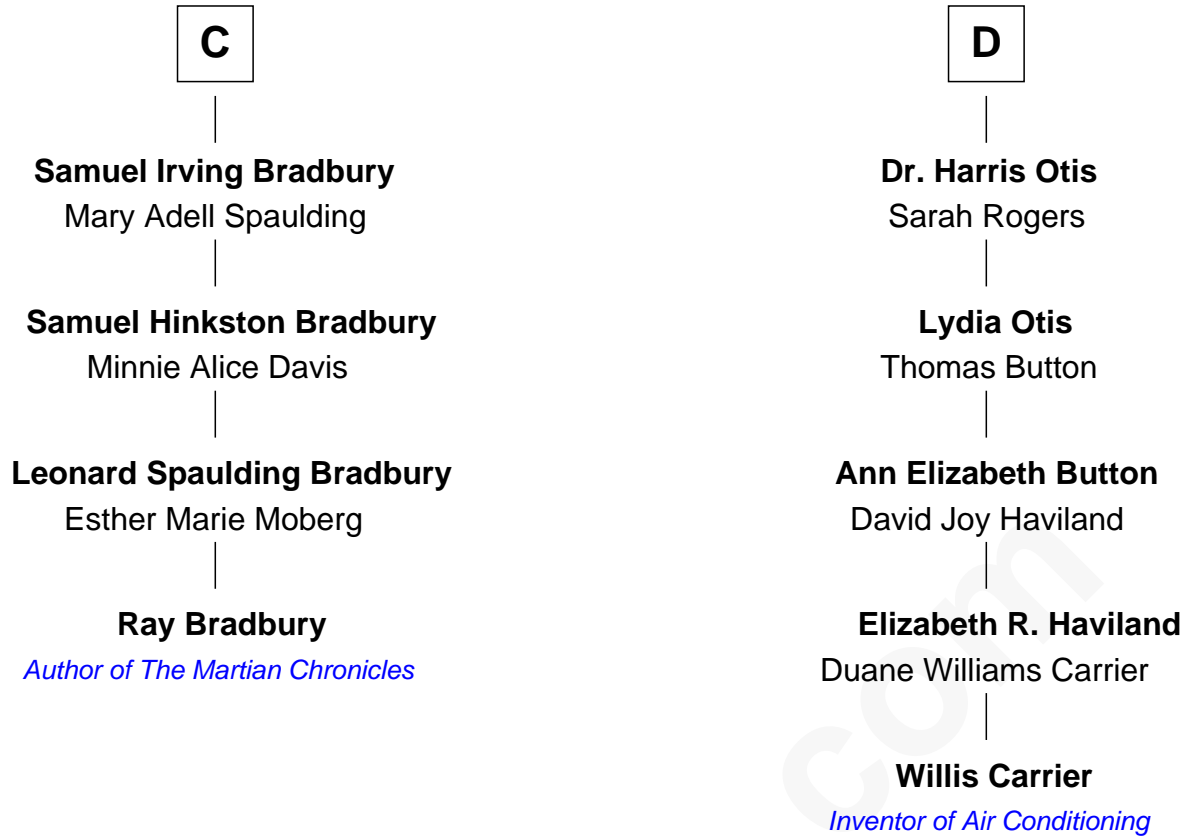 C
Samuel Irving Bradbury
Mary Adell Spaulding
Samuel Hinkston Bradbury
Minnie Alice Davis
Leonard Spaulding Bradbury
Esther Marie Moberg
Ray Bradbury
Author of The Martian Chronicles
D
Dr. Harris Otis
Sarah Rogers
Lydia Otis
Thomas Button
Ann Elizabeth Button
David Joy Haviland
Elizabeth R. Haviland
Duane Williams Carrier
Willis Carrier
Inventor of Air Conditioning
com